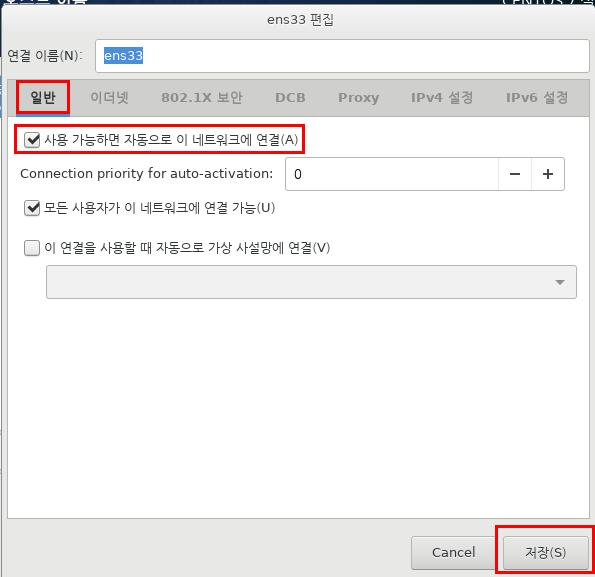 ens33 편집
연결 이름(N): ens33
일반 이더넷 802.1X 보안 DCB Proxy IPv4 설정 IPv6 설정
사용 가능하면 자동으로 이 네트워크에 연결(A)
Connection priority for auto-activation: 0
모든 사용자가 이 네트워크에 연결 가능(U)
이 연결을 사용할 때 자동으로 가상 사설망에 연결(V)
Cancel 저장(S)